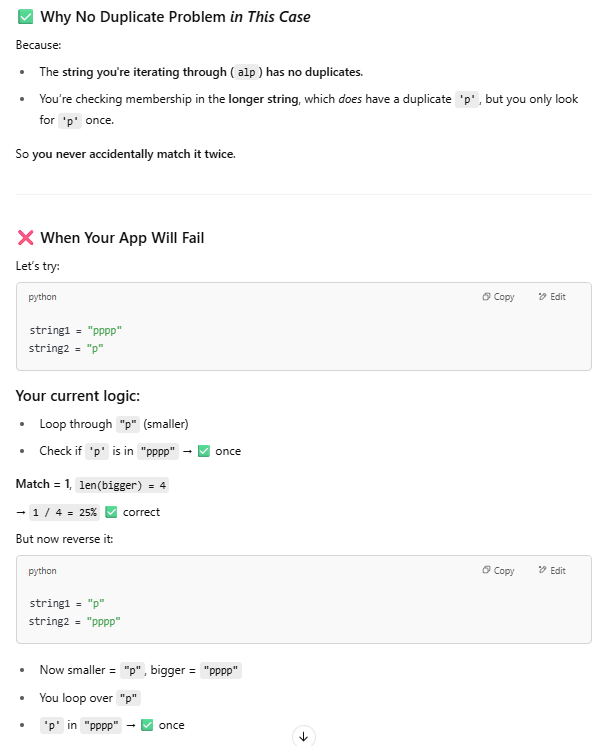 ✅ Why No Duplicate Problem in This Case
Because:
• The string you're iterating through ( alp ) has no duplicates.
• You're checking membership in the longer string, which does have a duplicate 'p' , but you only look
for 'p' once.
So you never accidentally match it twice.
❌ When Your App Will Fail
Let's try:
python Copy Edit
string1 = "pppp"
string2 = "p"
Your current logic:
• Loop through "p" (smaller)
• Check if 'p' is in "pppp" → ✅ once
Match = 1, len(bigger) = 4
→ 1 / 4 = 25% ✅ correct
But now reverse it:
python Copy Edit
string1 = "p"
string2 = "pppp"
• Now smaller = "p" , bigger = "pppp"
• You loop over "p"
• 'p' in "pppp" → ✅ once